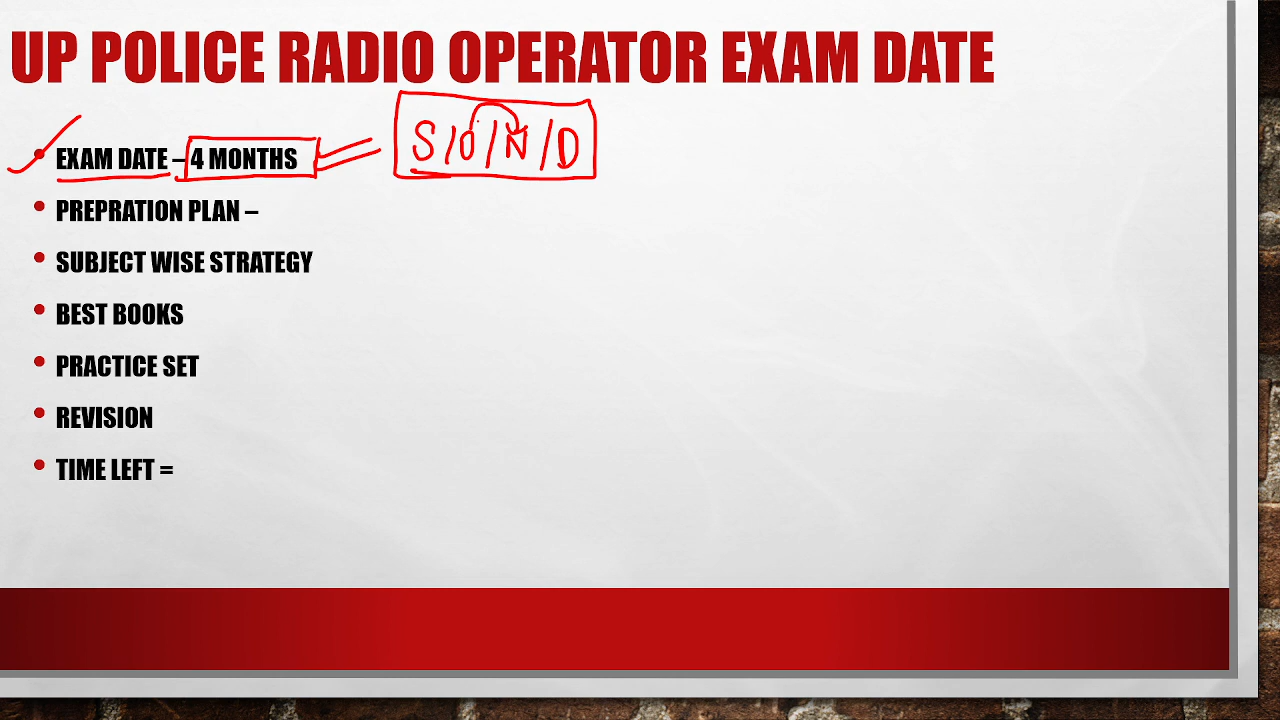 UP POLICE RADIO OPERATOR EXAM DATE
• EXAM DATE – 4 MONTHS S/O/N/D
• PREPRATION PLAN –
• SUBJECT WISE STRATEGY
• BEST BOOKS
• PRACTICE SET
• REVISION
• TIME LEFT =